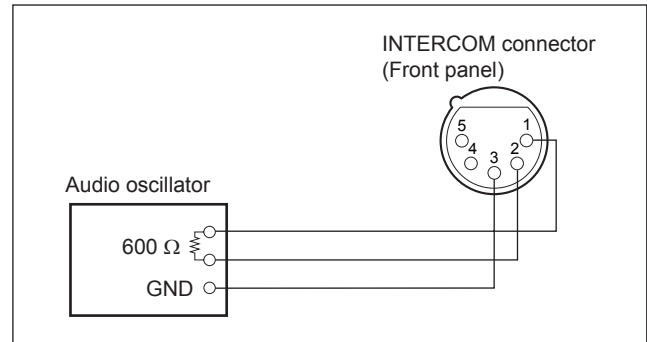 INTERCOM connector
(Front panel)
5
1
4
3
2
Audio oscillator
600 Ω
GND